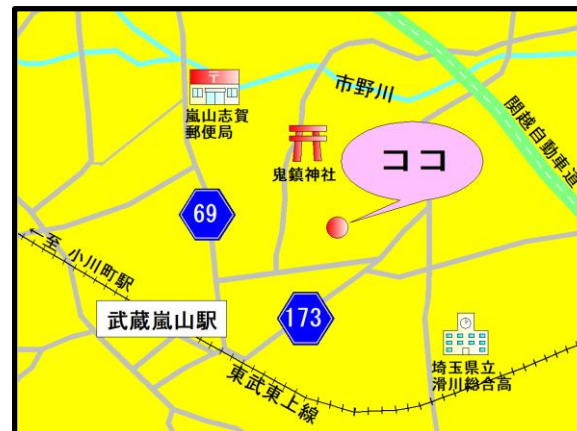 〒
嵐山志賀
郵便局
市野川
関越自動車道
鬼鎮神社
ココ
69
←至 小川町駅
武蔵嵐山駅
173
東武東上線
埼玉県立
滑川総合高